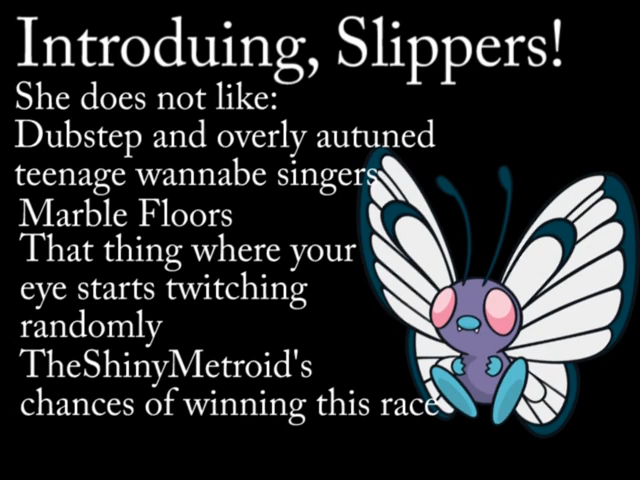 Introduing, Slippers!
She does not like:
Dubstep and overly autuned
teenage wannabe singers
Marble Floors
That thing where your
eye starts twitching
randomly
TheShinyMetroid's
chances of winning this race